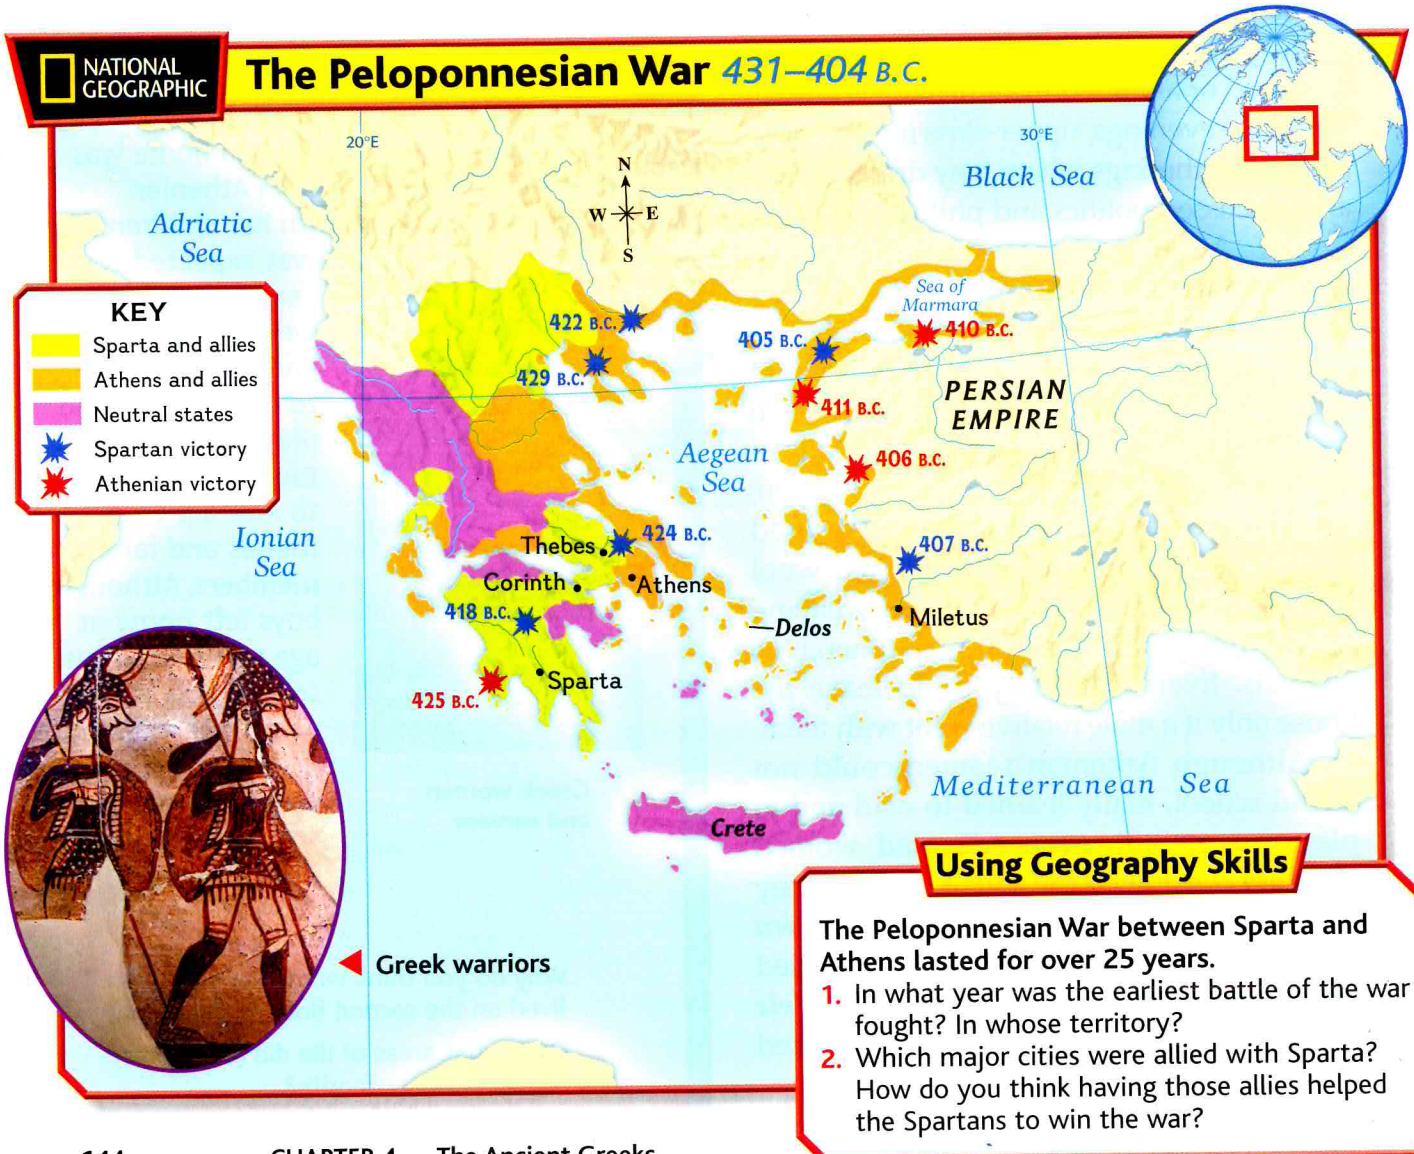 NATIONAL
GEOGRAPHIC
The Peloponnesian War 431–404 B.C.
20°E
30°E
N
W E
S
Black Sea
Adriatic
Sea
Sea of
Marmara
KEY
Sparta and allies
Athens and allies
Neutral states
Spartan victory
Athenian victory
422 B.C.
429 B.C.
405 B.C.
410 B.C.
411 B.C.
PERSIAN
EMPIRE
Aegean
Sea
406 B.C.
Ionian
Sea
Thebes
424 B.C.
407 B.C.
Corinth
Athens
418 B.C.
Delos
Miletus
425 B.C.
Sparta
Mediterranean Sea
Crete
Greek warriors
Using Geography Skills
The Peloponnesian War between Sparta and
Athens lasted for over 25 years.
1. In what year was the earliest battle of the war
fought? In whose territory?
2. Which major cities were allied with Sparta?
How do you think having those allies helped
the Spartans to win the war?
CHAPTER 4 The Ancient Greeks